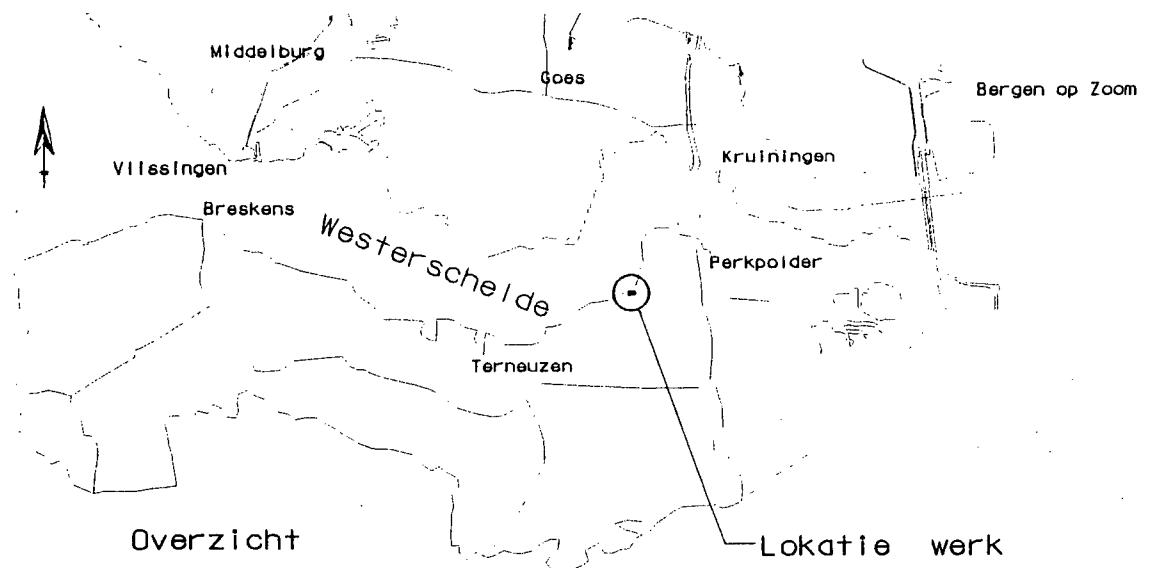 Middelburg
Goes
Bergen op Zoom
Vlissingen
Kruiningen
Breskens
Westerschelde
Perkpolder
Terneuzen
Overzicht
Lokatie werk